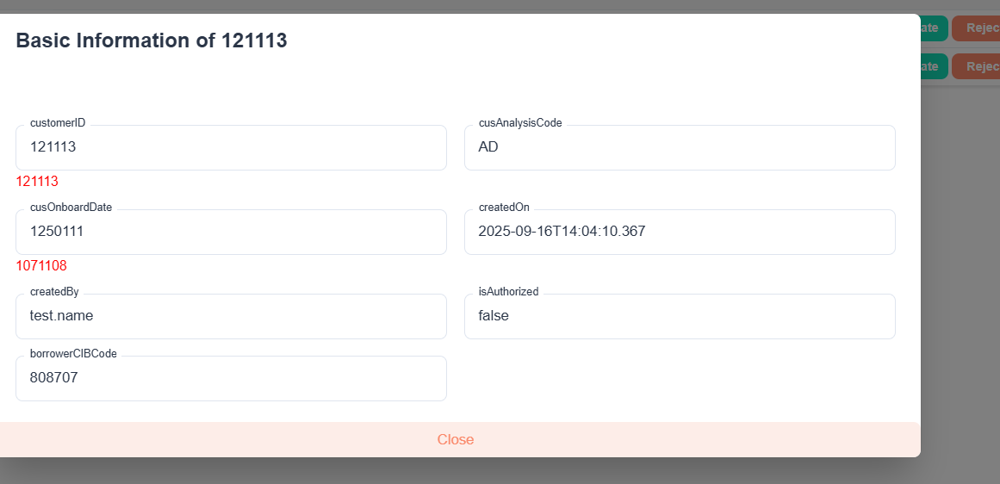 Basic Information of 121113
ate
Rejec
ate
Rejec
customerID
121113
121113
cusAnalysisCode
AD
cusOnboardDate
1250111
1071108
createdOn
2025-09-16T14:04:10.367
createdBy
test.name
isAuthorized
false
borrowerCIBCode
808707
Close